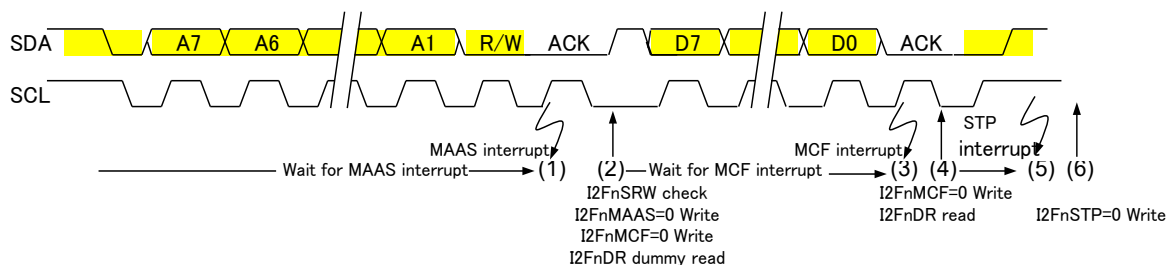 SDA A7 A6 A1 R/W ACK D7 D0 ACK
SCL
STP
MAAS interrupt MCF interrupt interrupt
Wait for MAAS interrupt (1) (2) Wait for MCF interrupt (3) (4) (5) (6)
I2FnSRW check I2FnMCF=0 Write
I2FnMAAS=0 Write I2FnDR read I2FnSTP=0 Write
I2FnMCF=0 Write
I2FnDR dummy read